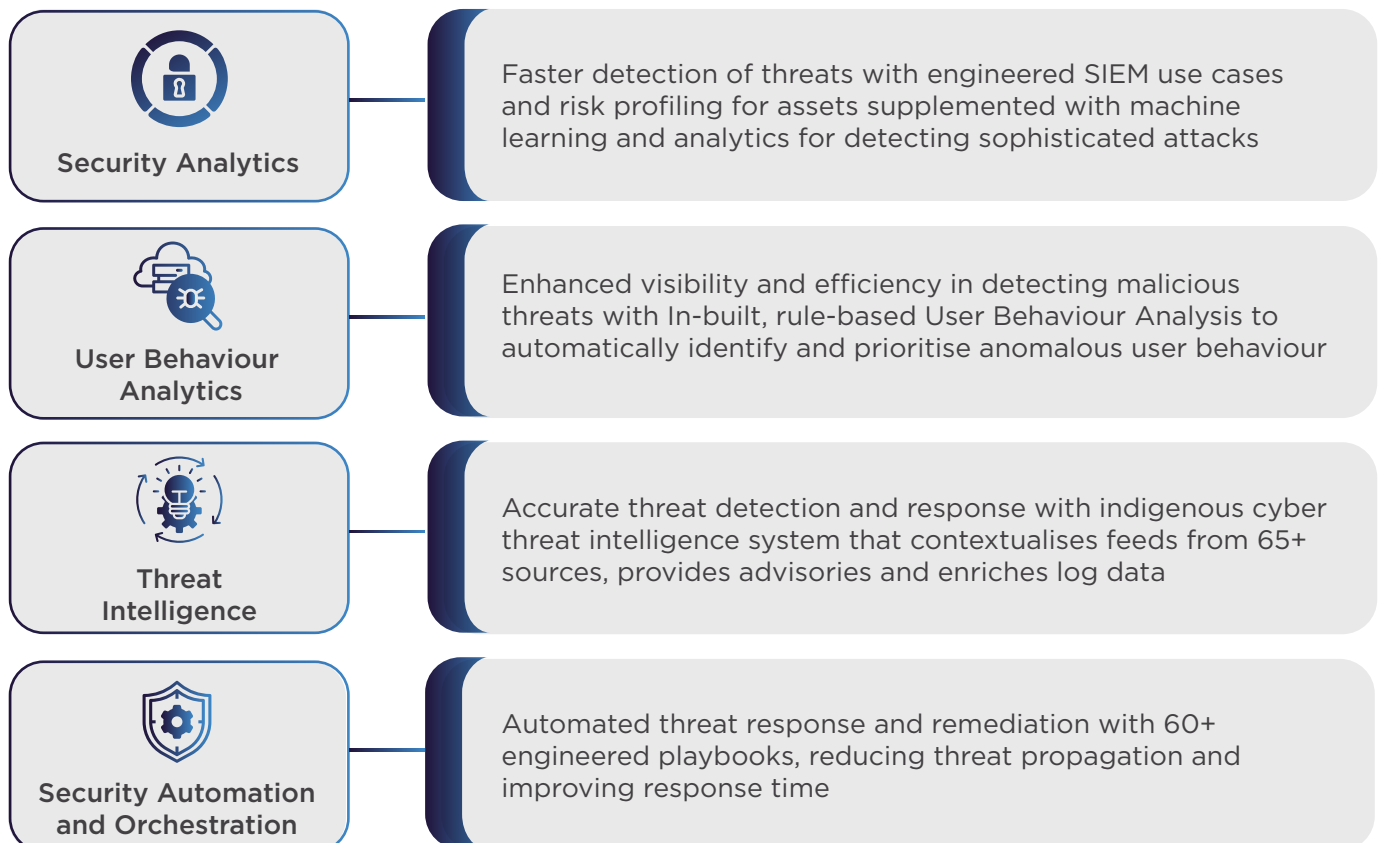 Security Analytics
Faster detection of threats with engineered SIEM use cases
and risk profiling for assets supplemented with machine
learning and analytics for detecting sophisticated attacks
User Behaviour
Analytics
Enhanced visibility and efficiency in detecting malicious
threats with In-built, rule-based User Behaviour Analysis to
automatically identify and prioritise anomalous user behaviour
Threat
Intelligence
Accurate threat detection and response with indigenous cyber
threat intelligence system that contextualises feeds from 65+
sources, provides advisories and enriches log data
Security Automation
and Orchestration
Automated threat response and remediation with 60+
engineered playbooks, reducing threat propagation and
improving response time